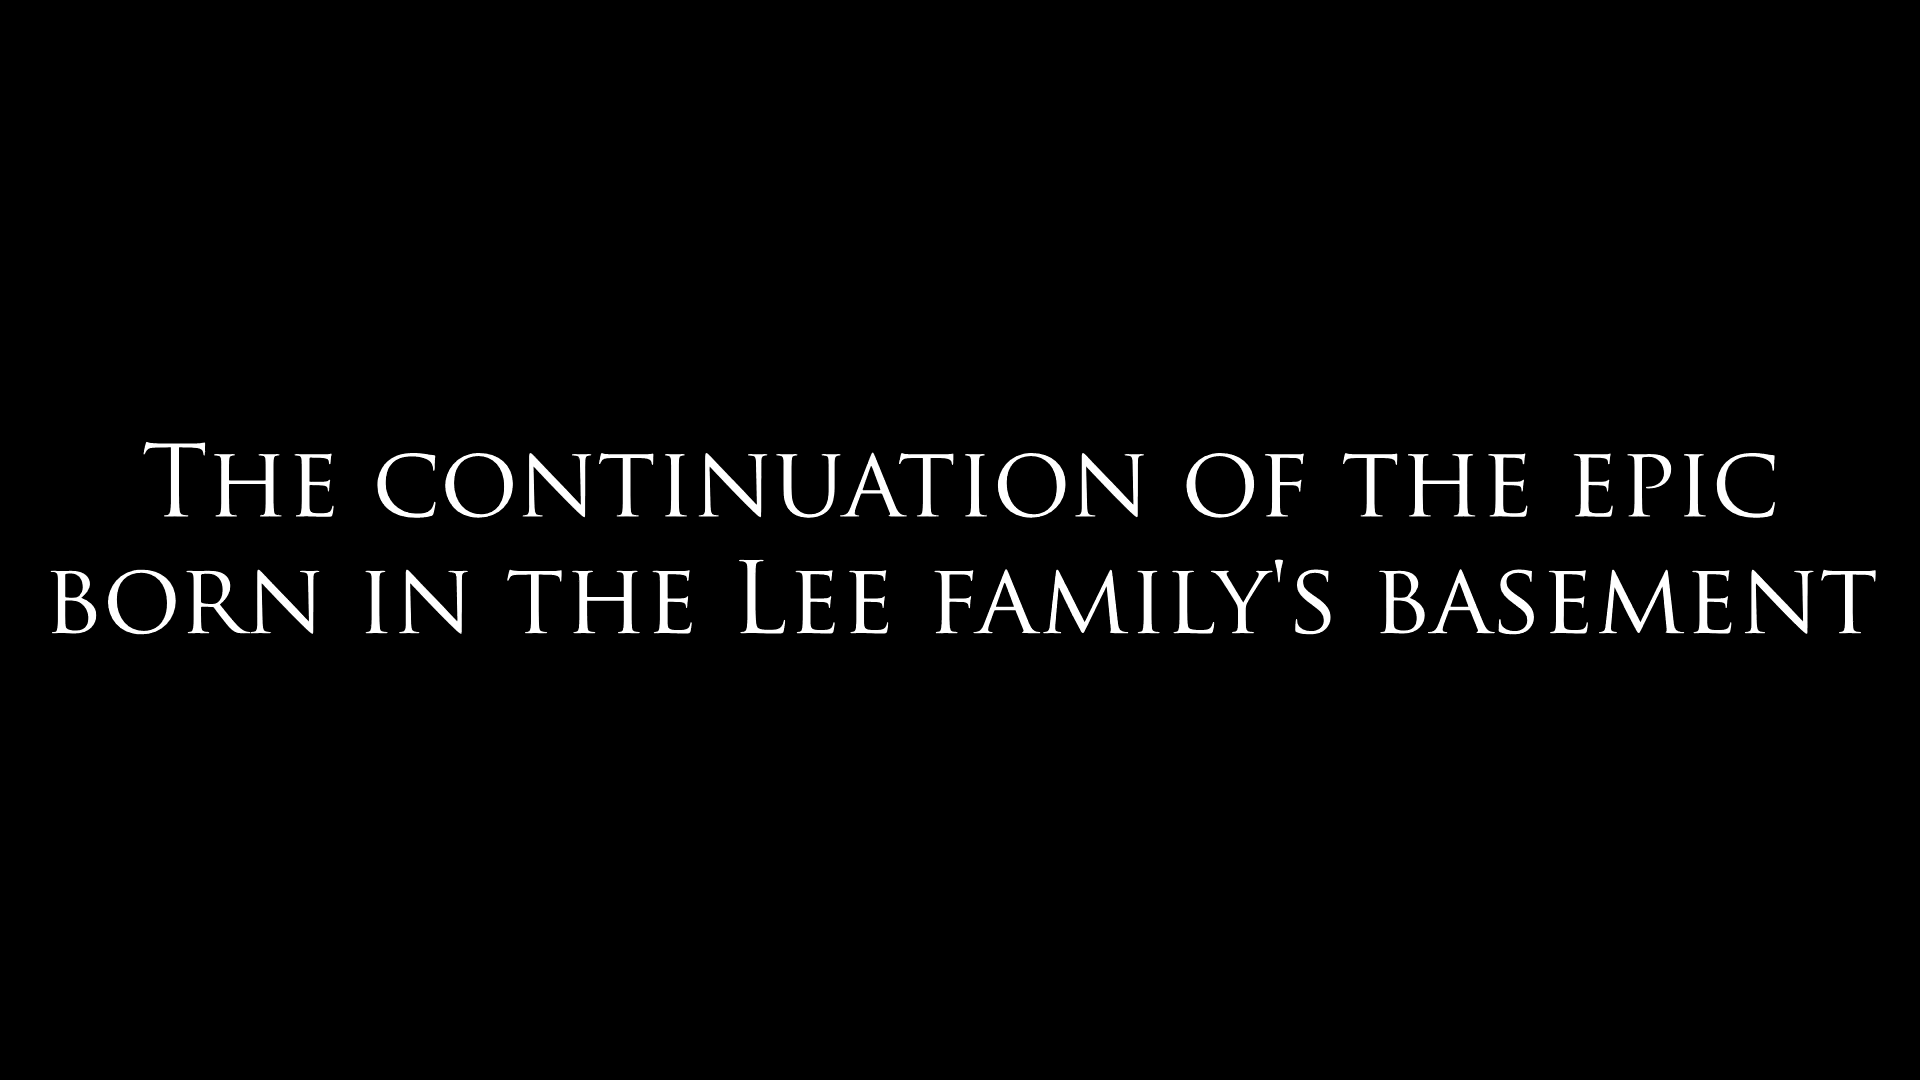 The continuation of the epic
born in the Lee family's basement